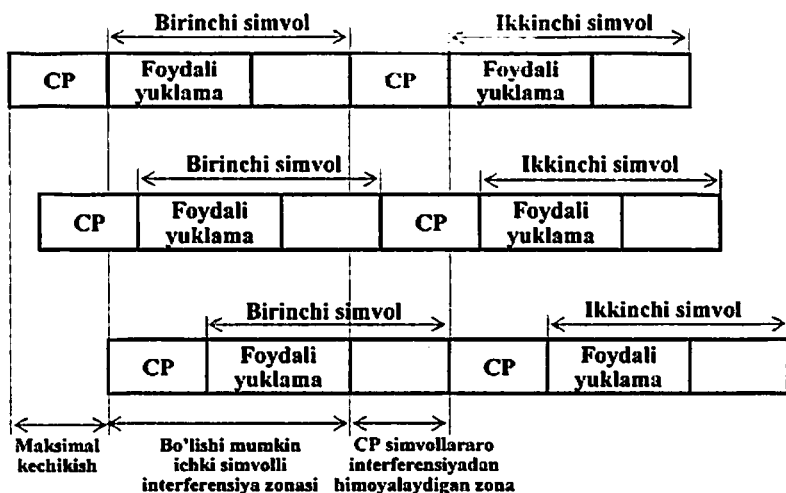 Birinchi simvol Ikkinchi simvol
CP Foydali yuklama CP Foydali yuklama
Birinchi simvol Ikkinchi simvol
CP Foydali yuklama CP Foydali yuklama
Birinchi simvol Ikkinchi simvol
CP Foydali yuklama CP Foydali yuklama
Maksimal kechikish
Bo'lishi mumkin ichki simvolli interferensiya zonasi
CP simvollararo interferensiyadan himoyalaydigan zona